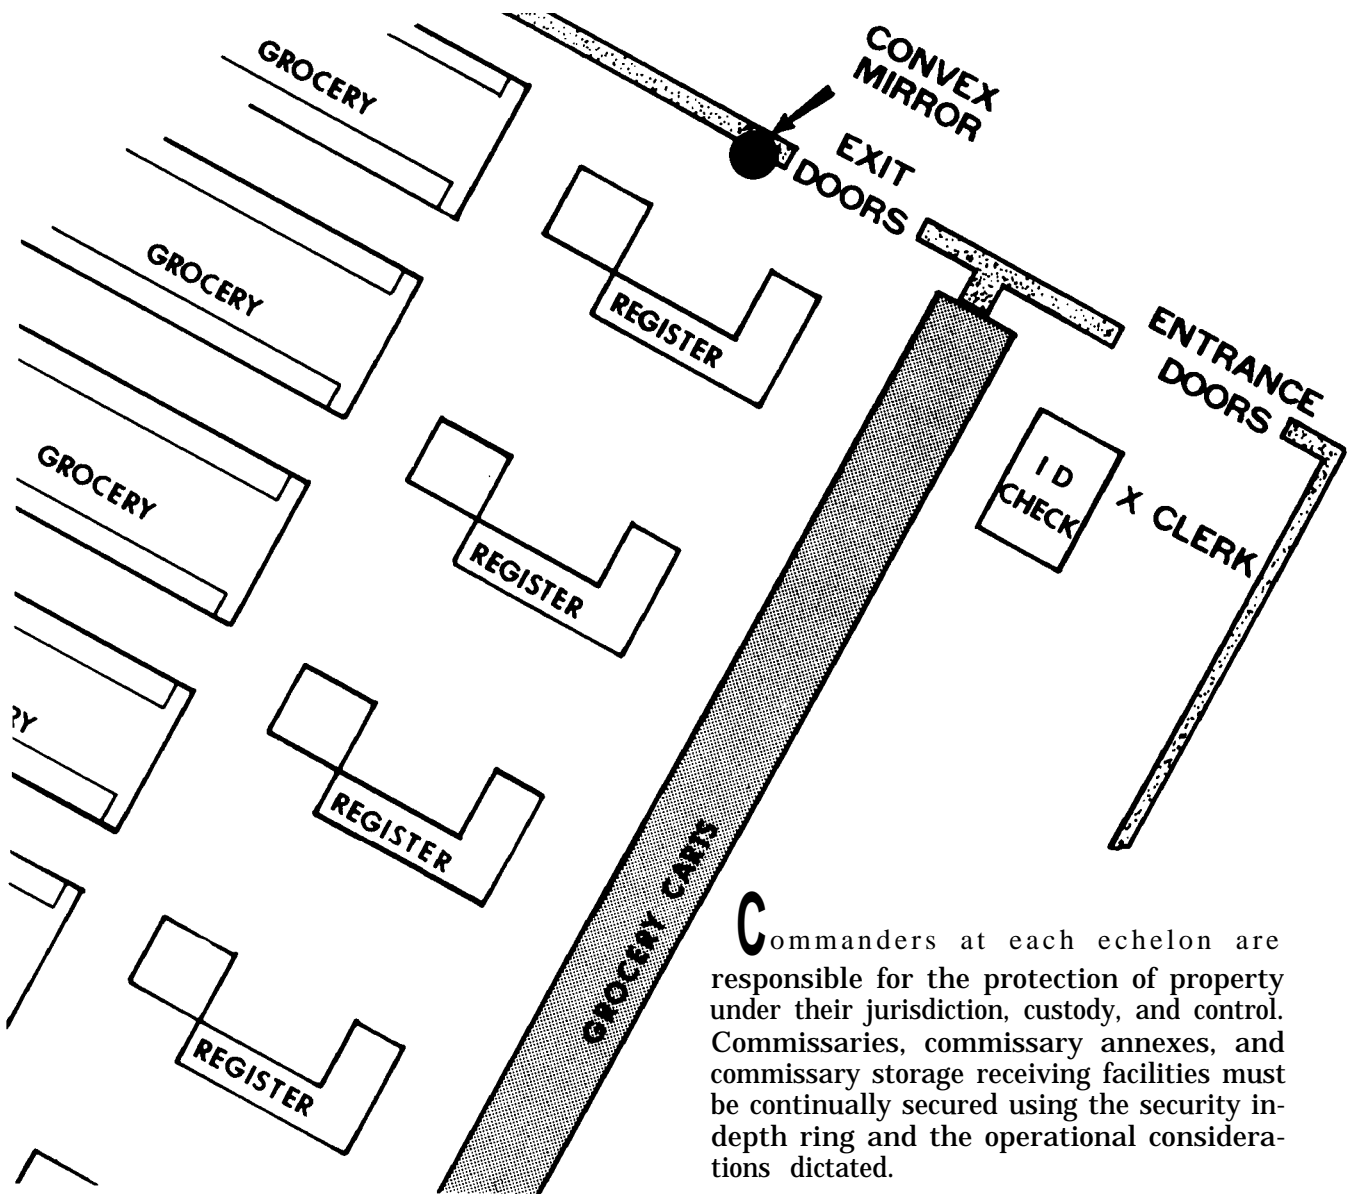 GROCERY
CONVEX
MIRROR
EXIT
DOORS
GROCERY
REGISTER
ENTRANCE
DOORS
GROCERY
I D
CHECK
X CLERK
REGISTER
RY
REGISTER
GROCERY CARTS
REGISTER
Commanders at each echelon are
responsible for the protection of property
under their jurisdiction, custody, and control.
Commissaries, commissary annexes, and
commissary storage receiving facilities must
be continually secured using the security in-
depth ring and the operational considera-
tions dictated.